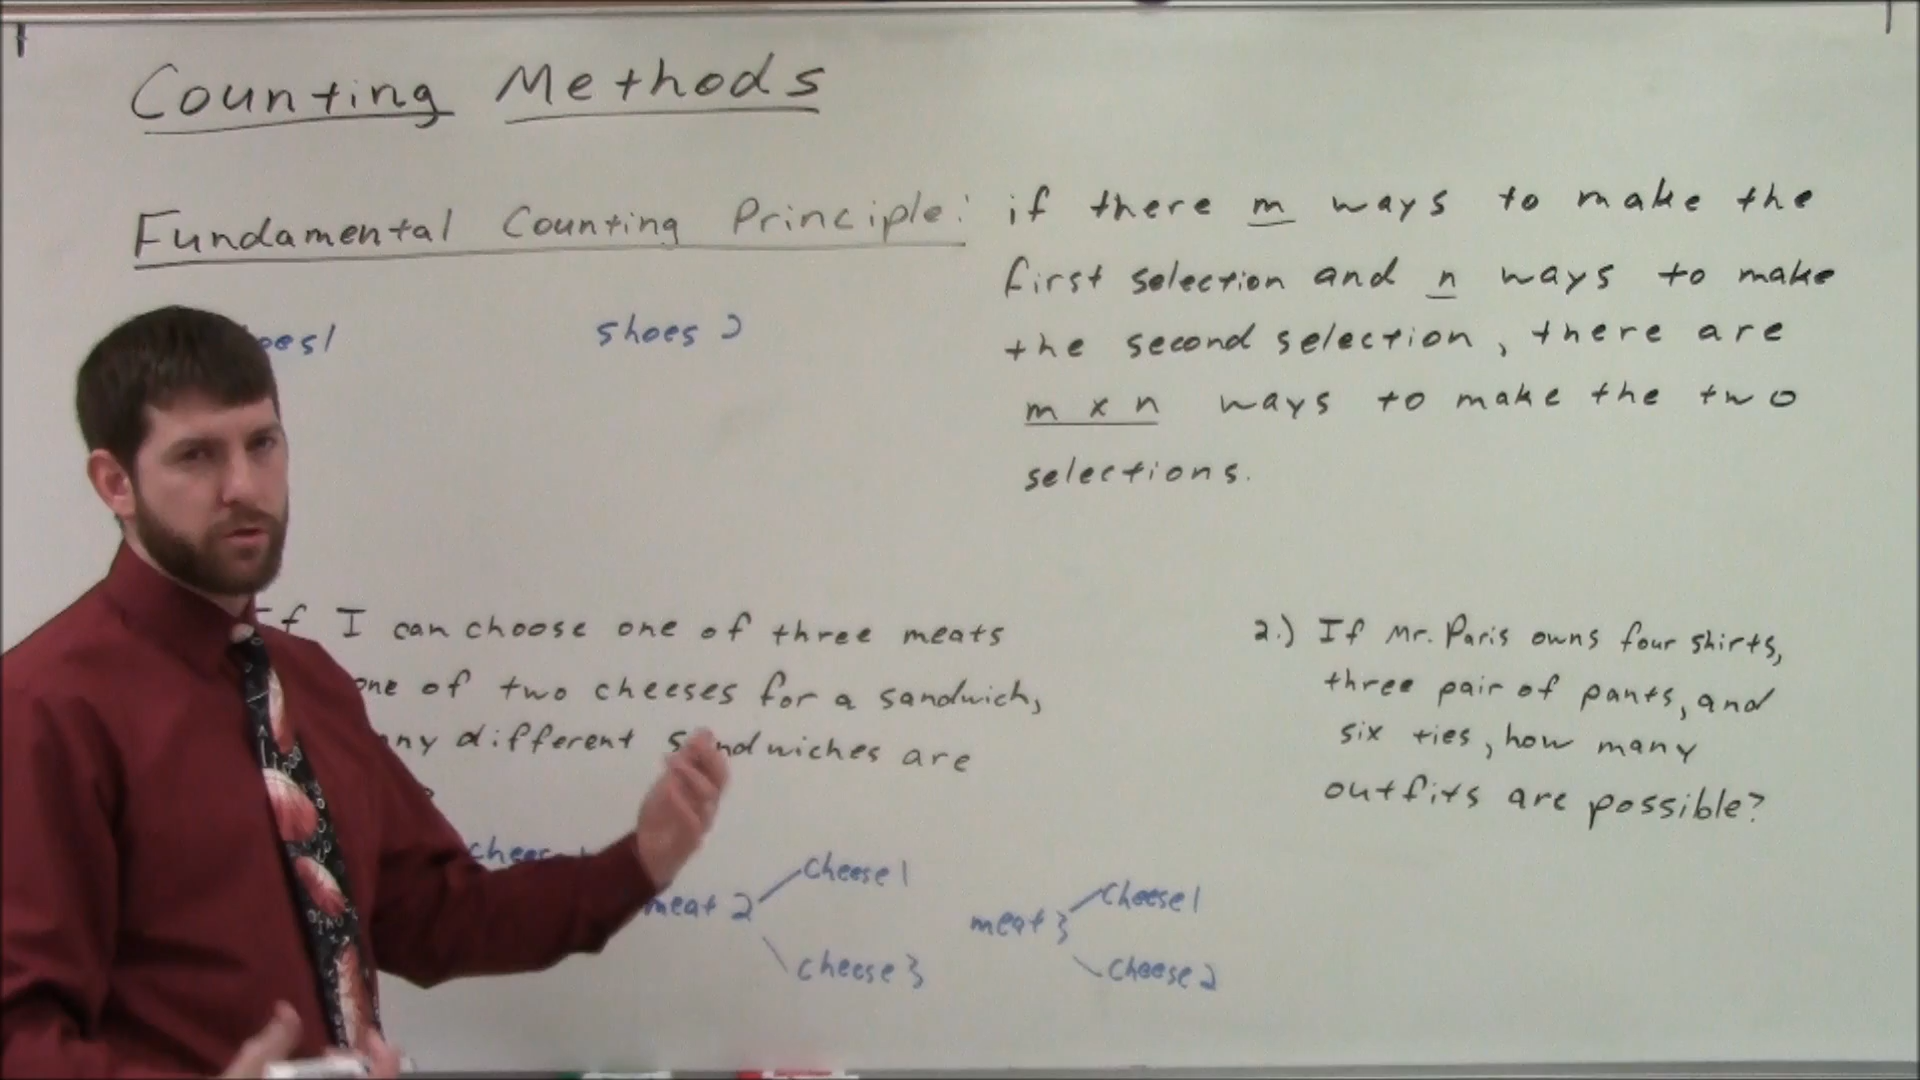 Counting Methods
Fundamental Counting Principle: if there m ways to make the
first selection and n ways to make
the second selection, there are
m x n ways to make the two
selections.
shoes 2
I can choose one of three meats
one of two cheeses for a sandwich,
different sandwiches are
2.) If Mr. Paris owns four shirts,
three pair of pants, and
six ties, how many
outfits are possible?
meat 2
cheese 1
cheese 3
meat 3
cheese 1
cheese 2